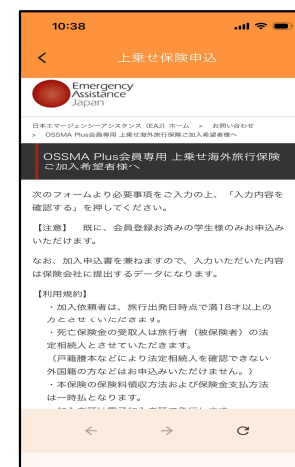 10:38
上乗せ保険申込
Emergency
Assistance
Japan
日本エマージェンシーアシスタンス（EAJ）ホーム　>　お問い合わせ
>　OSSMA Plus会員専用 上乗せ海外旅行保険ご加入希望者様へ
OSSMA Plus会員専用 上乗せ海外旅行保険
ご加入希望者様へ
次のフォームより必要事項をご入力の上、「入力内容を
確認する」を押してください。
【注意】　既に、会員登録お済みの学生様のみお申込み
いただけます。
なお、加入申込書を兼ねますので、入力いただいた内容
は保険会社に提出するデータになります。
【利用規約】
・加入依頼者は、旅行出発日時点で満18才以上の
方とさせていただきます。
・死亡保険金の受取人は旅行者（被保険者）の法
定相続人とさせていただきます。
（戸籍謄本などにより法定相続人を確認できない
外国籍の方などはお申込みいただけません。）
・本保険の保険料領収方法および保険金支払方法
は一時払となります。